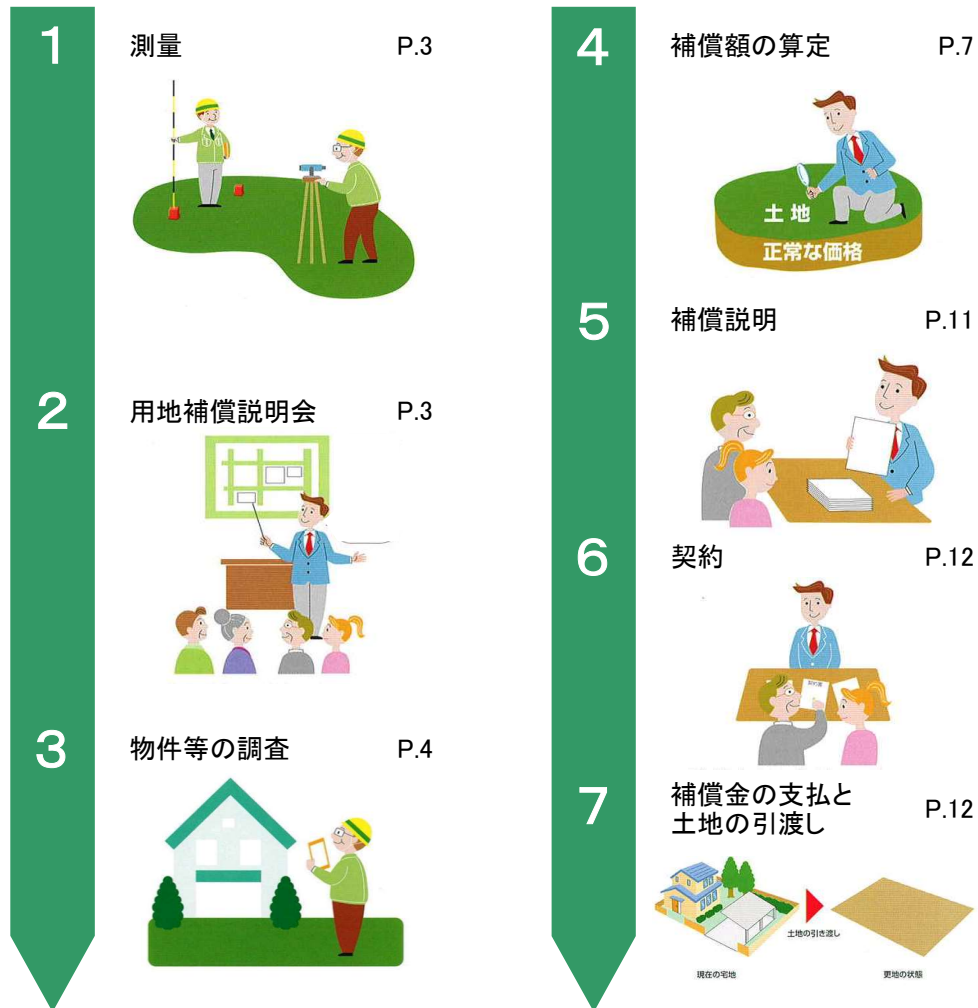 1
測量 P.3
2
用地補償説明会 P.3
3
物件等の調査 P.4
4
補償額の算定 P.7
土地
正常な価格
5
補償説明 P.11
6
契約 P.12
契約書
7
補償金の支払と
土地の引渡し P.12
土地の引き渡し
現在の宅地
更地の状態